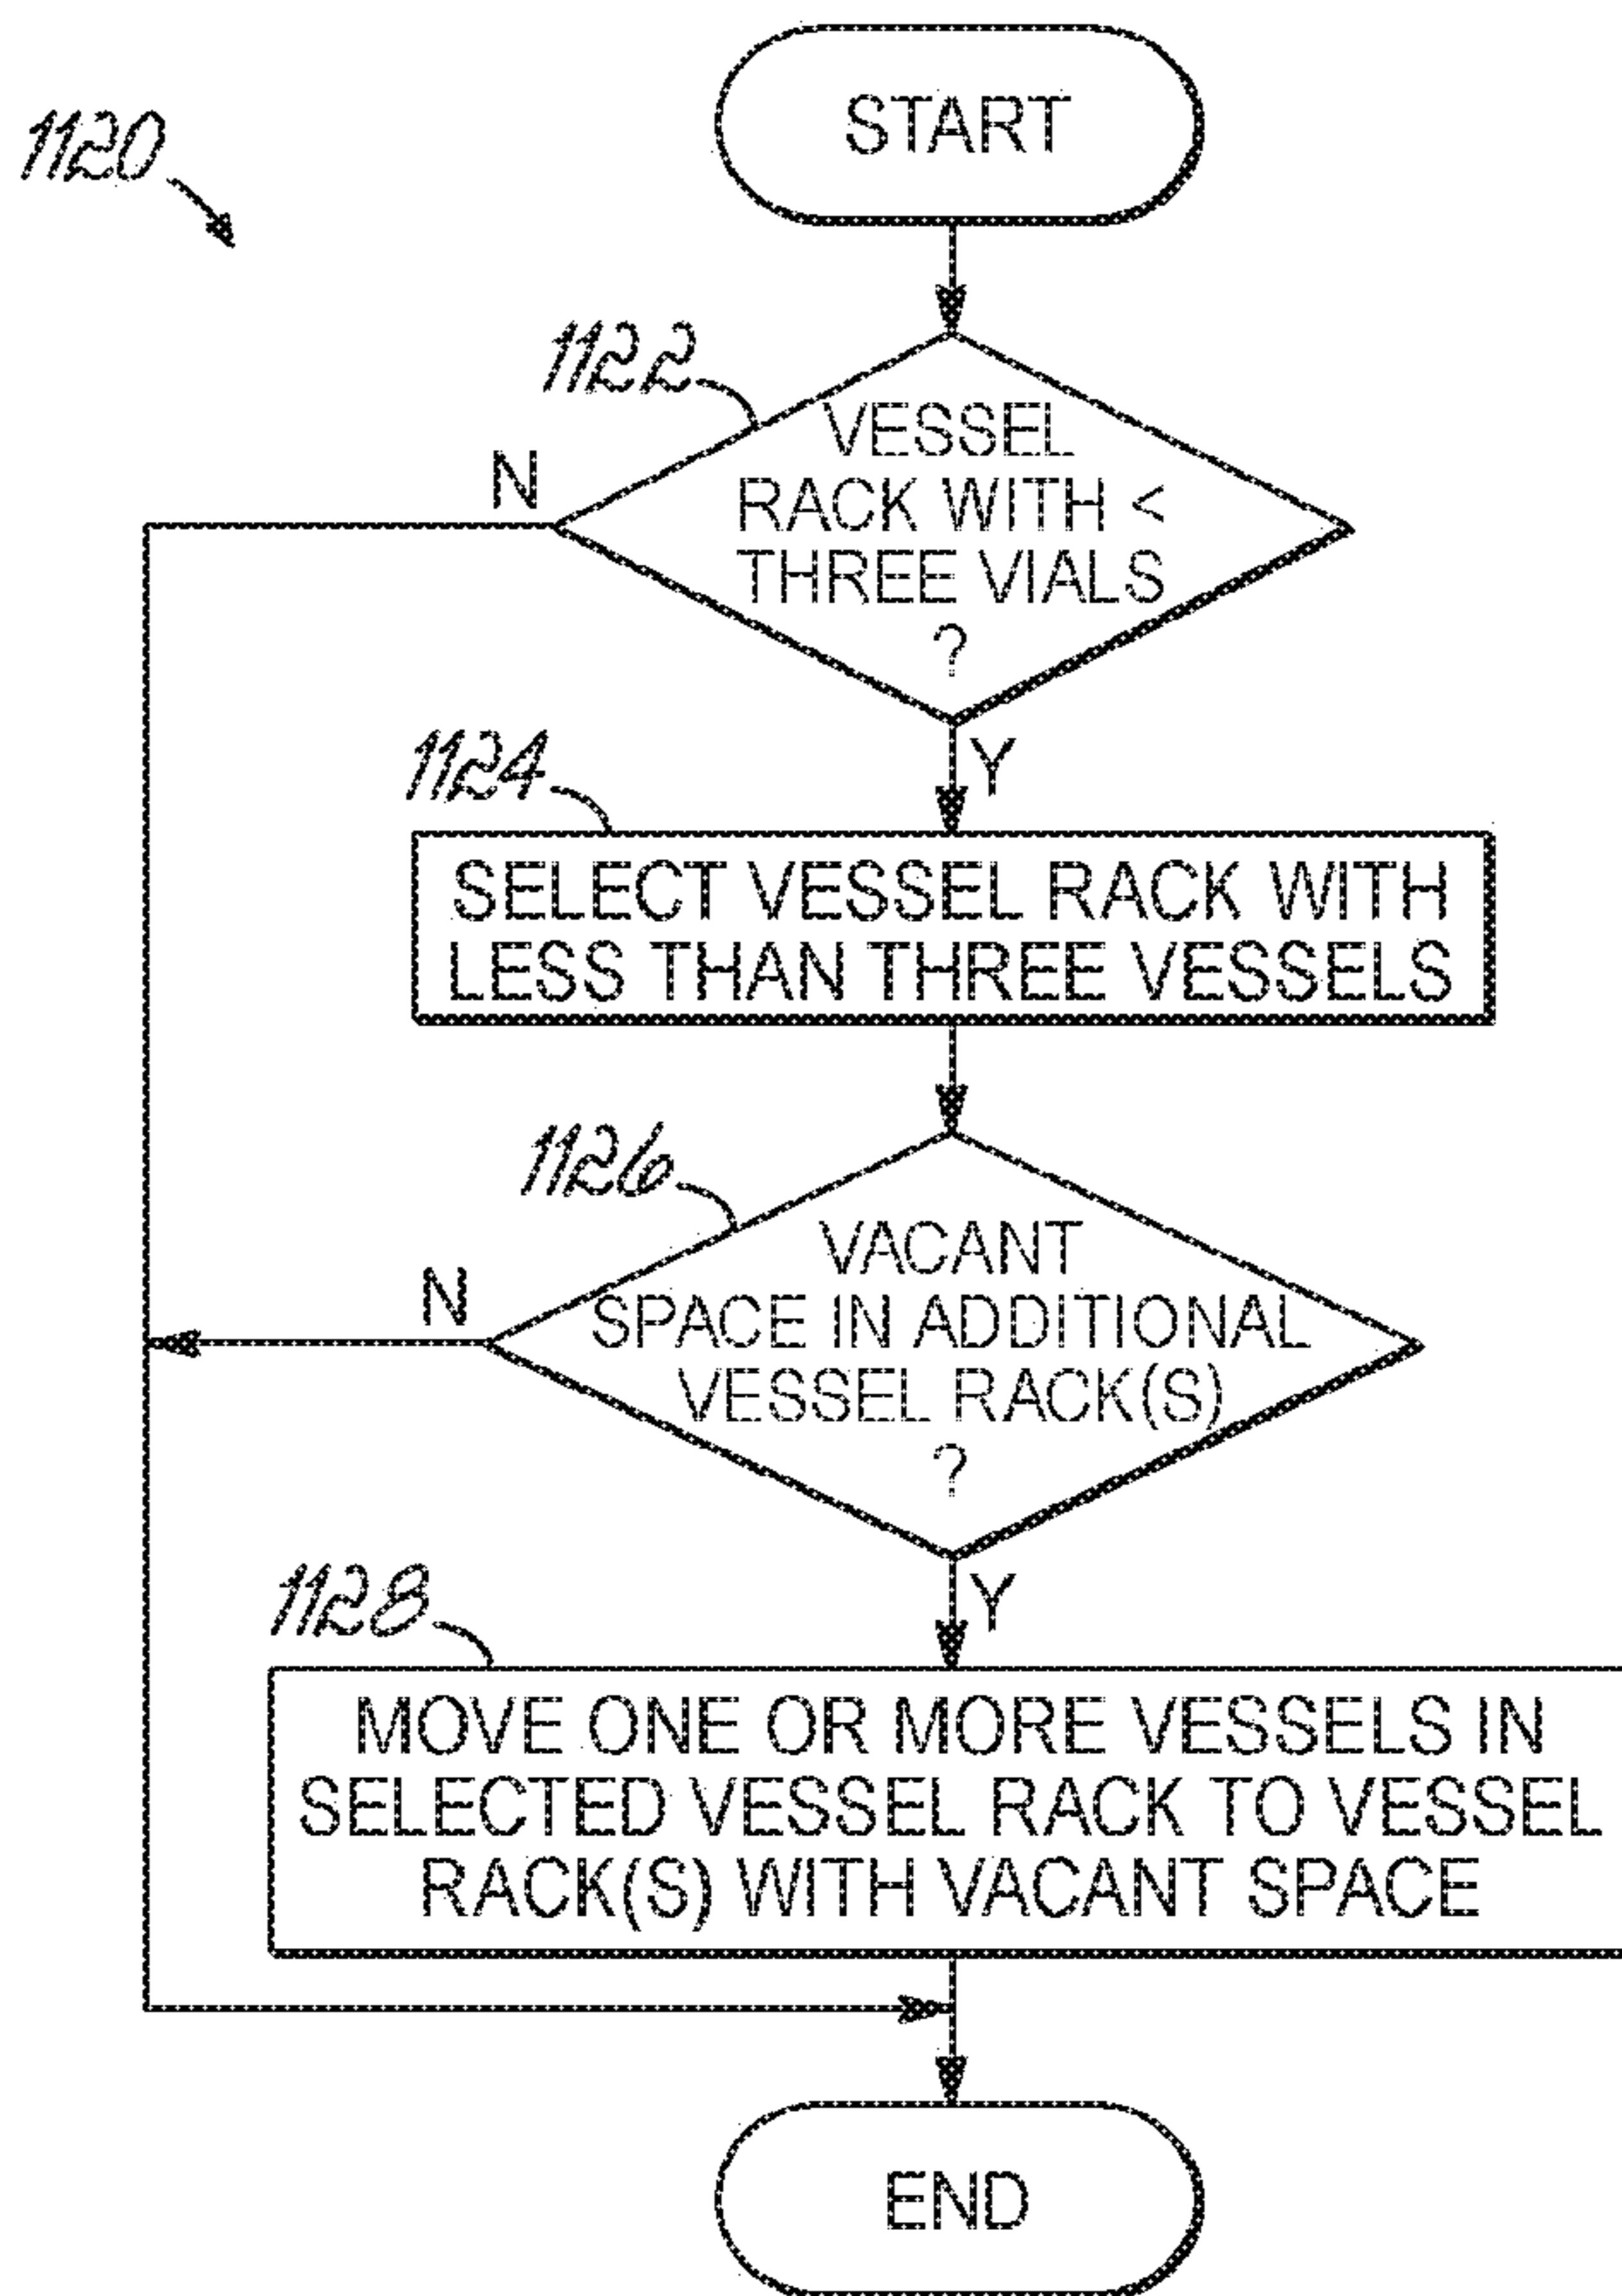 1120
START
1122
VESSEL
N
RACK WITH <
THREE VIALS
?
Y
1124
SELECT VESSEL RACK WITH
LESS THAN THREE VESSELS
1126
VACANT
N
SPACE IN ADDITIONAL
VESSEL RACK(S)
?
Y
1128
MOVE ONE OR MORE VESSELS IN
SELECTED VESSEL RACK TO VESSEL
RACK(S) WITH VACANT SPACE
END